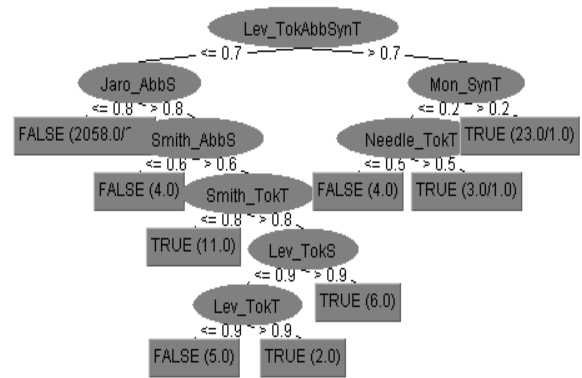 Lev_TokAbbSynT
<= 0.7 > 0.7
Jaro_AbbS Mon_SynT
<= 0.8 > 0.8 <= 0.2 > 0.2
FALSE (2058.0/ Smith_AbbS Needle_TokT TRUE (23.0/1.0)
<= 0.6 > 0.6 <= 0.5 > 0.5
FALSE (4.0) Smith_TokT FALSE (4.0) TRUE (3.0/1.0)
<= 0.8 > 0.8
TRUE (11.0) Lev_TokS
<= 0.9 > 0.9
Lev_TokT TRUE (6.0)
<= 0.9 > 0.9
FALSE (5.0) TRUE (2.0)